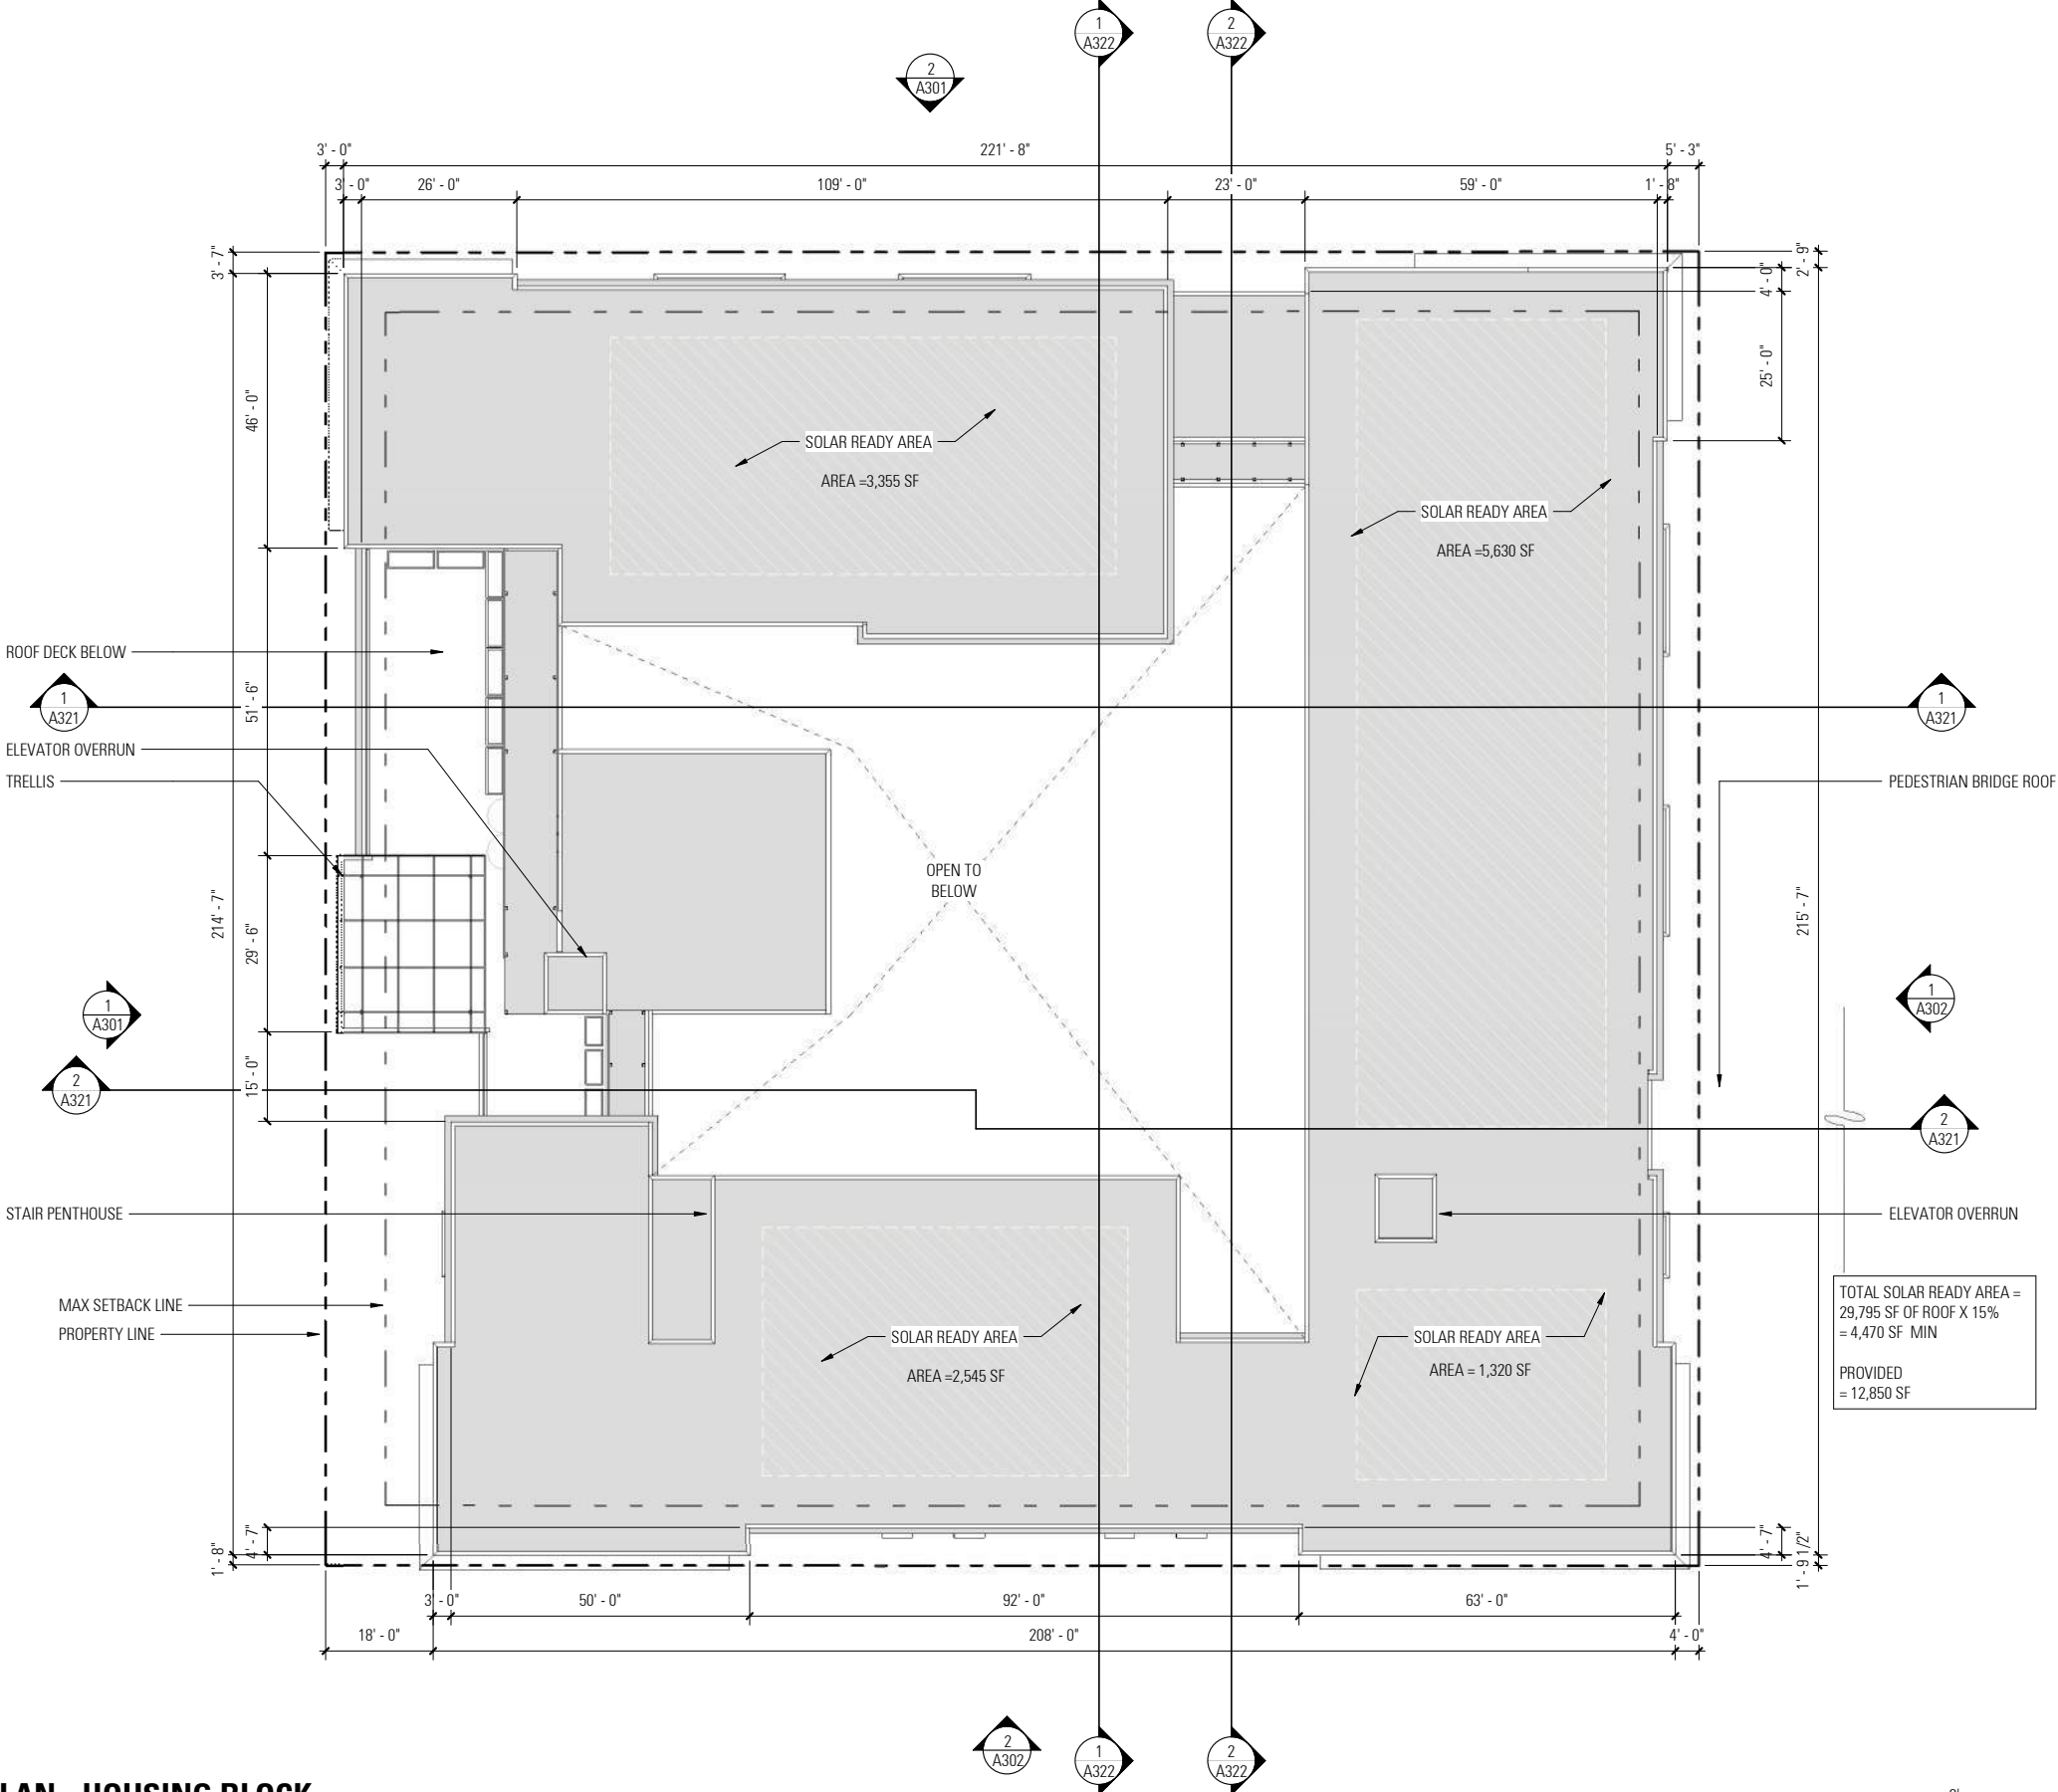 1
A322
2
A322
2
A301
3' - 0"
221' - 8"
5' - 3"
3' - 0"
26' - 0"
109' - 0"
23' - 0"
59' - 0"
1' - 8"
3' - 7"
2' - 9"
4' - 0"
46' - 0"
25' - 0"
SOLAR READY AREA
AREA =3,355 SF
SOLAR READY AREA
AREA =5,630 SF
ROOF DECK BELOW
1
A321
51' - 6"
1
A321
ELEVATOR OVERRUN
TRELLIS
PEDESTRIAN BRIDGE ROOF
OPEN TO
BELOW
214' - 7"
29' - 6"
215' - 7"
1
A301
1
A302
2
A321
15' - 0"
2
A321
STAIR PENTHOUSE
ELEVATOR OVERRUN
MAX SETBACK LINE
PROPERTY LINE
SOLAR READY AREA
AREA =2,545 SF
SOLAR READY AREA
AREA = 1,320 SF
TOTAL SOLAR READY AREA =
29,795 SF OF ROOF X 15%
= 4,470 SF MIN
PROVIDED
= 12,850 SF
4' - 7"
1' - 8"
4' - 7"
1' - 9 1/2"
3' - 0"
50' - 0"
92' - 0"
63' - 0"
18' - 0"
208' - 0"
4' - 0"
2
A302
1
A322
2
A322
LAN - HOUSING BLOCK